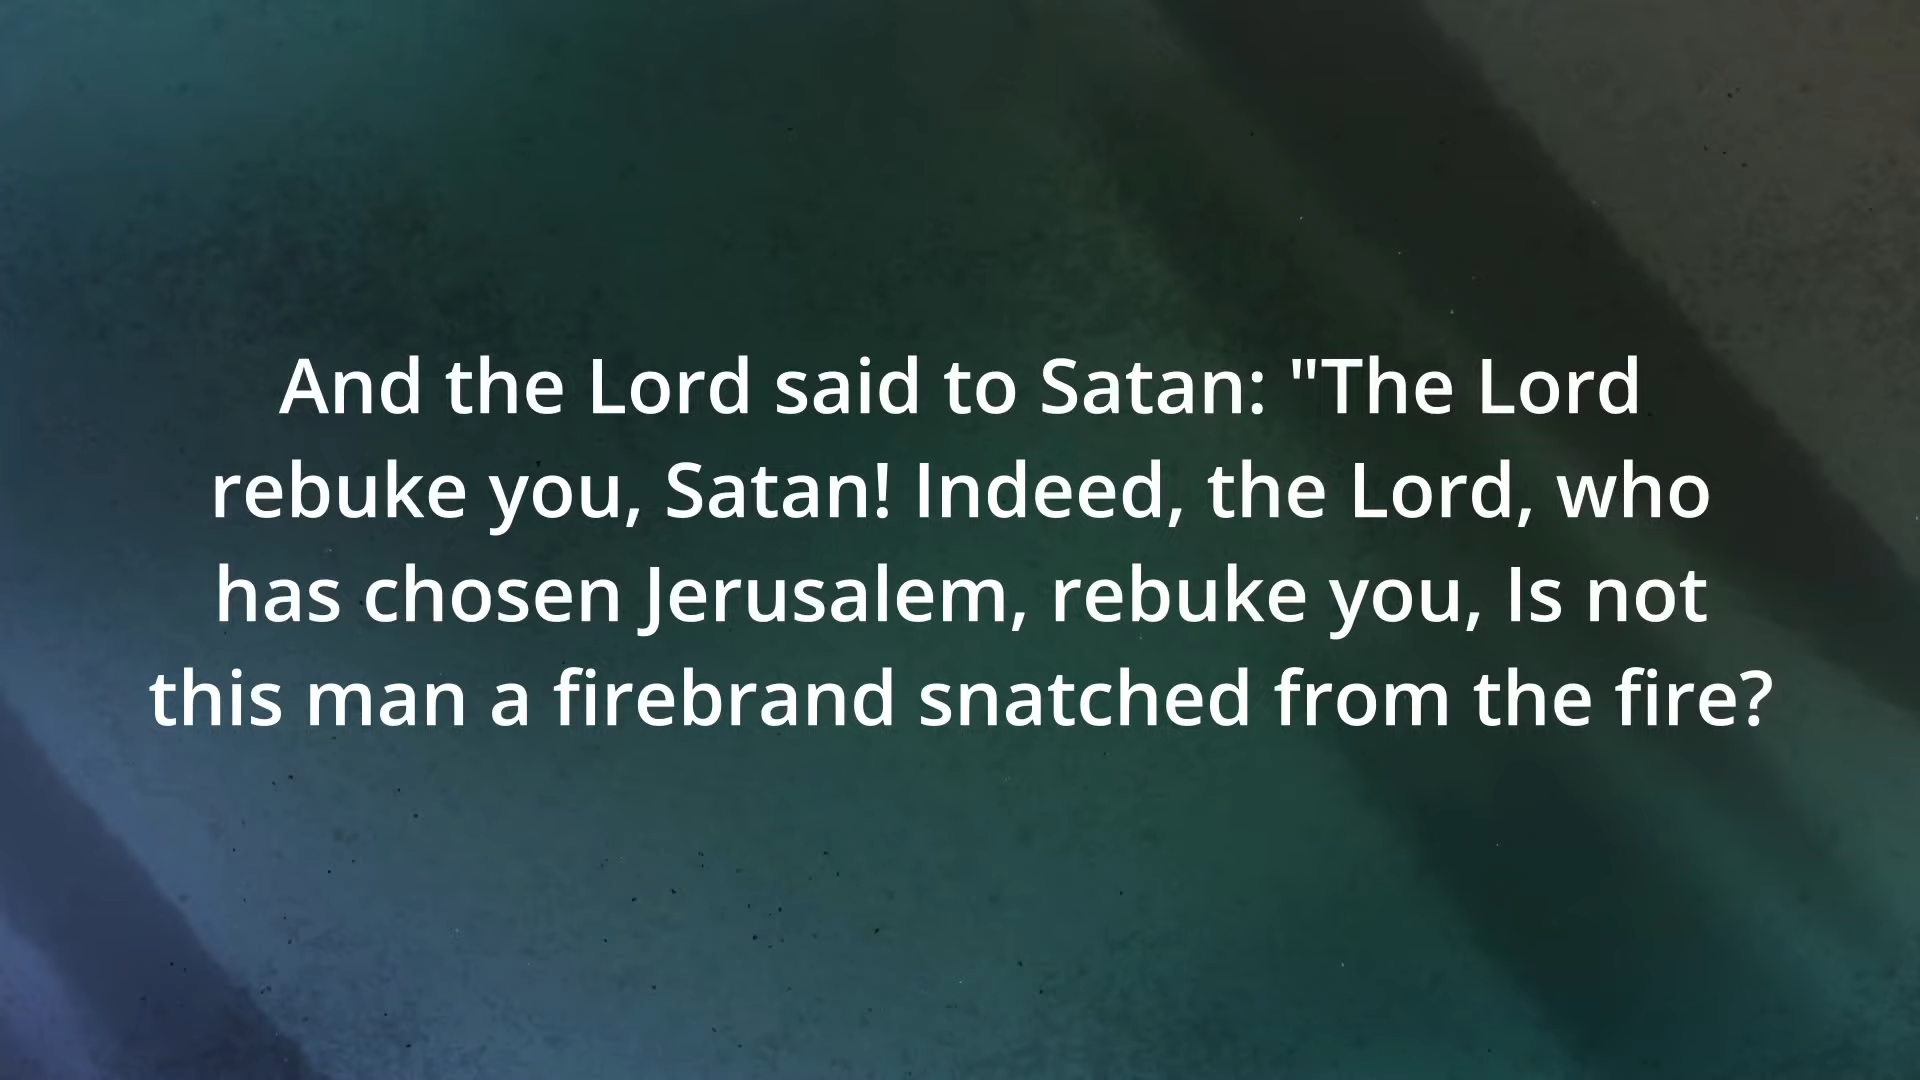 And the Lord said to Satan: "The Lord
rebuke you, Satan! Indeed, the Lord, who
has chosen Jerusalem, rebuke you, Is not
this man a firebrand snatched from the fire?